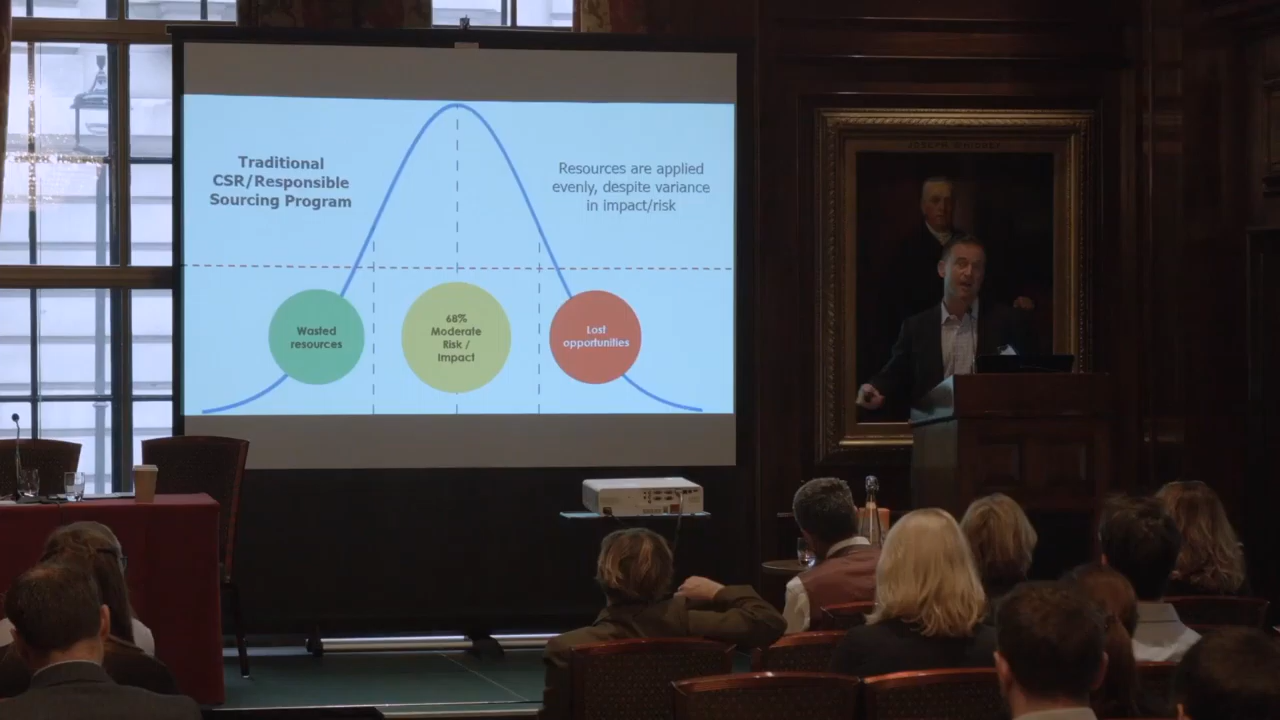 Traditional
CSR/Responsible
Sourcing Program
Resources are applied
evenly, despite variance
in impact/risk
Wasted
resources
68%
Moderate
Risk /
Impact
Lost
opportunities